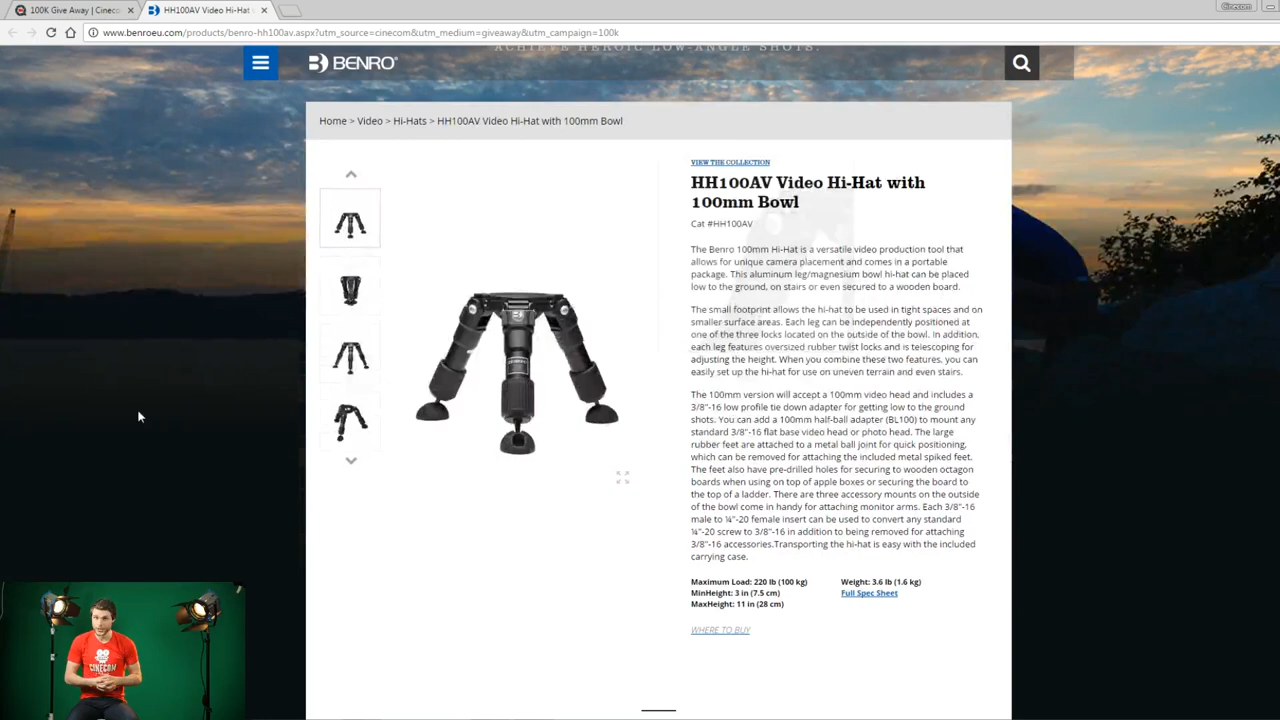 100K Give Away | Cineco
HH100AV Video Hi-Hat
Cinecom
www.benroeu.com/products/benro-hh100av.aspx?utm_source=cinecom&utm_medium=giveaway&utm_campaign=100k
ACHIEVE HEROIC LOW-ANGLE SHOTS.
BENRO
Home > Video > Hi-Hats > HH100AV Video Hi-Hat with 100mm Bowl
VIEW THE COLLECTION
HH100AV Video Hi-Hat with
100mm Bowl
Cat #HH100AV
The Benro 100mm Hi-Hat is a versatile video production tool that
allows for unique camera placement and comes in a portable
package. This aluminum leg/magnesium bowl hi-hat can be placed
low to the ground, on stairs or even secured to a wooden board.
The small footprint allows the hi-hat to be used in tight spaces and on
smaller surface areas. Each leg can be independently positioned at
one of the three locks located on the outside of the bowl. In addition,
each leg features oversized rubber twist locks and is telescoping for
adjusting the height. When you combine these two features, you can
easily set up the hi-hat for use on uneven terrain and even stairs.
The 100mm version will accept a 100mm video head and includes a
3/8"-16 low profile tie down adapter for getting low to the ground
shots. You can add a 100mm half-ball adapter (BL100) to mount any
standard 3/8"-16 flat base video head or photo head. The large
rubber feet are attached to a metal ball joint for quick positioning,
which can be removed for attaching the included metal spiked feet.
The feet also have pre-drilled holes for securing to wooden octagon
boards when using on top of apple boxes or securing the board to
the top of a ladder. There are three accessory mounts on the outside
of the bowl come in handy for attaching monitor arms. Each 3/8"-16
male to ¼"-20 female insert can be used to convert any standard
¼"-20 screw to 3/8"-16 in addition to being removed for attaching
3/8"-16 accessories.Transporting the hi-hat is easy with the included
carrying case.
Maximum Load: 220 lb (100 kg)
Weight: 3.6 lb (1.6 kg)
MinHeight: 3 in (7.5 cm)
Full Spec Sheet
MaxHeight: 11 in (28 cm)
WHERE TO BUY
CINECOM